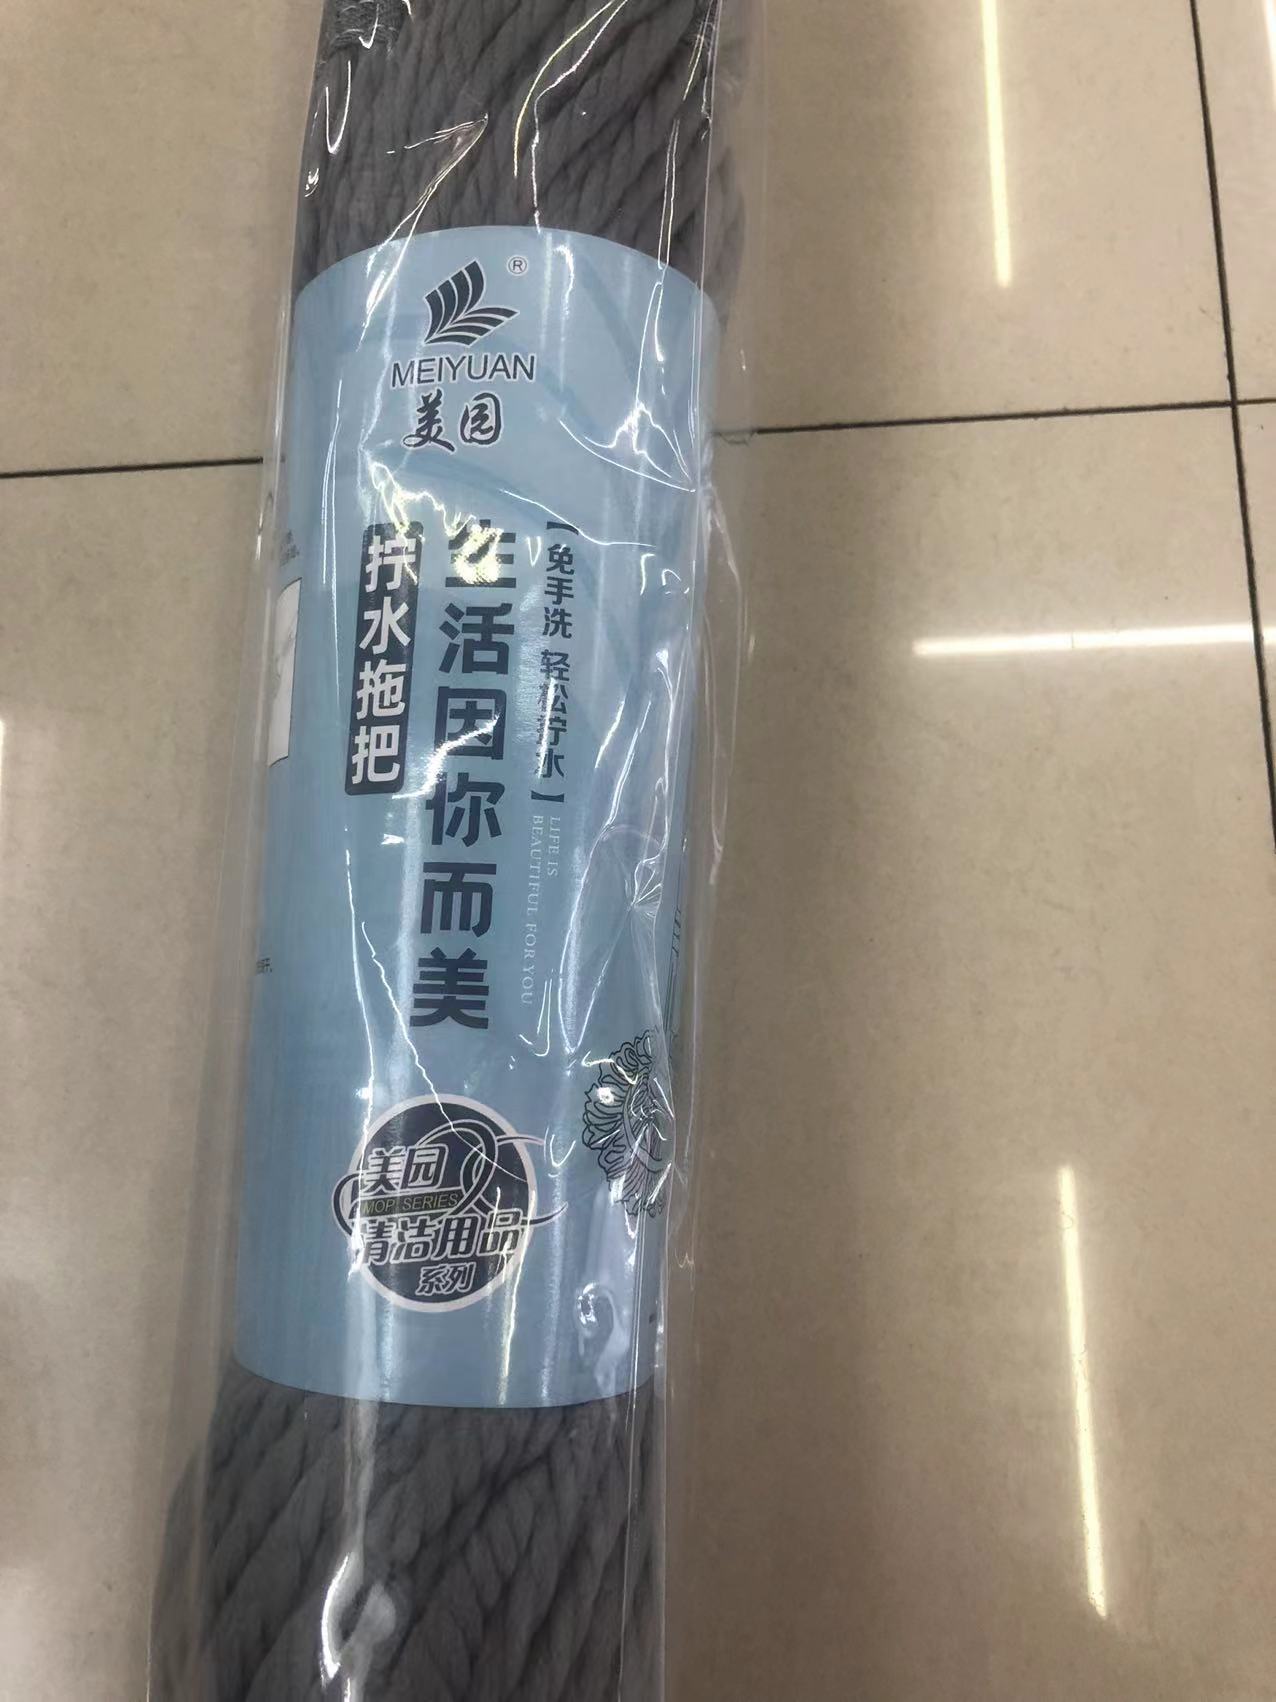 ®
MEIYUAN
美园
【免手洗 轻松拧水】
LIFE IS
BEAUTIFUL FOR YOU
生活因你而美
拧水拖把
美园
MOP SERIES
清洁用品
系列